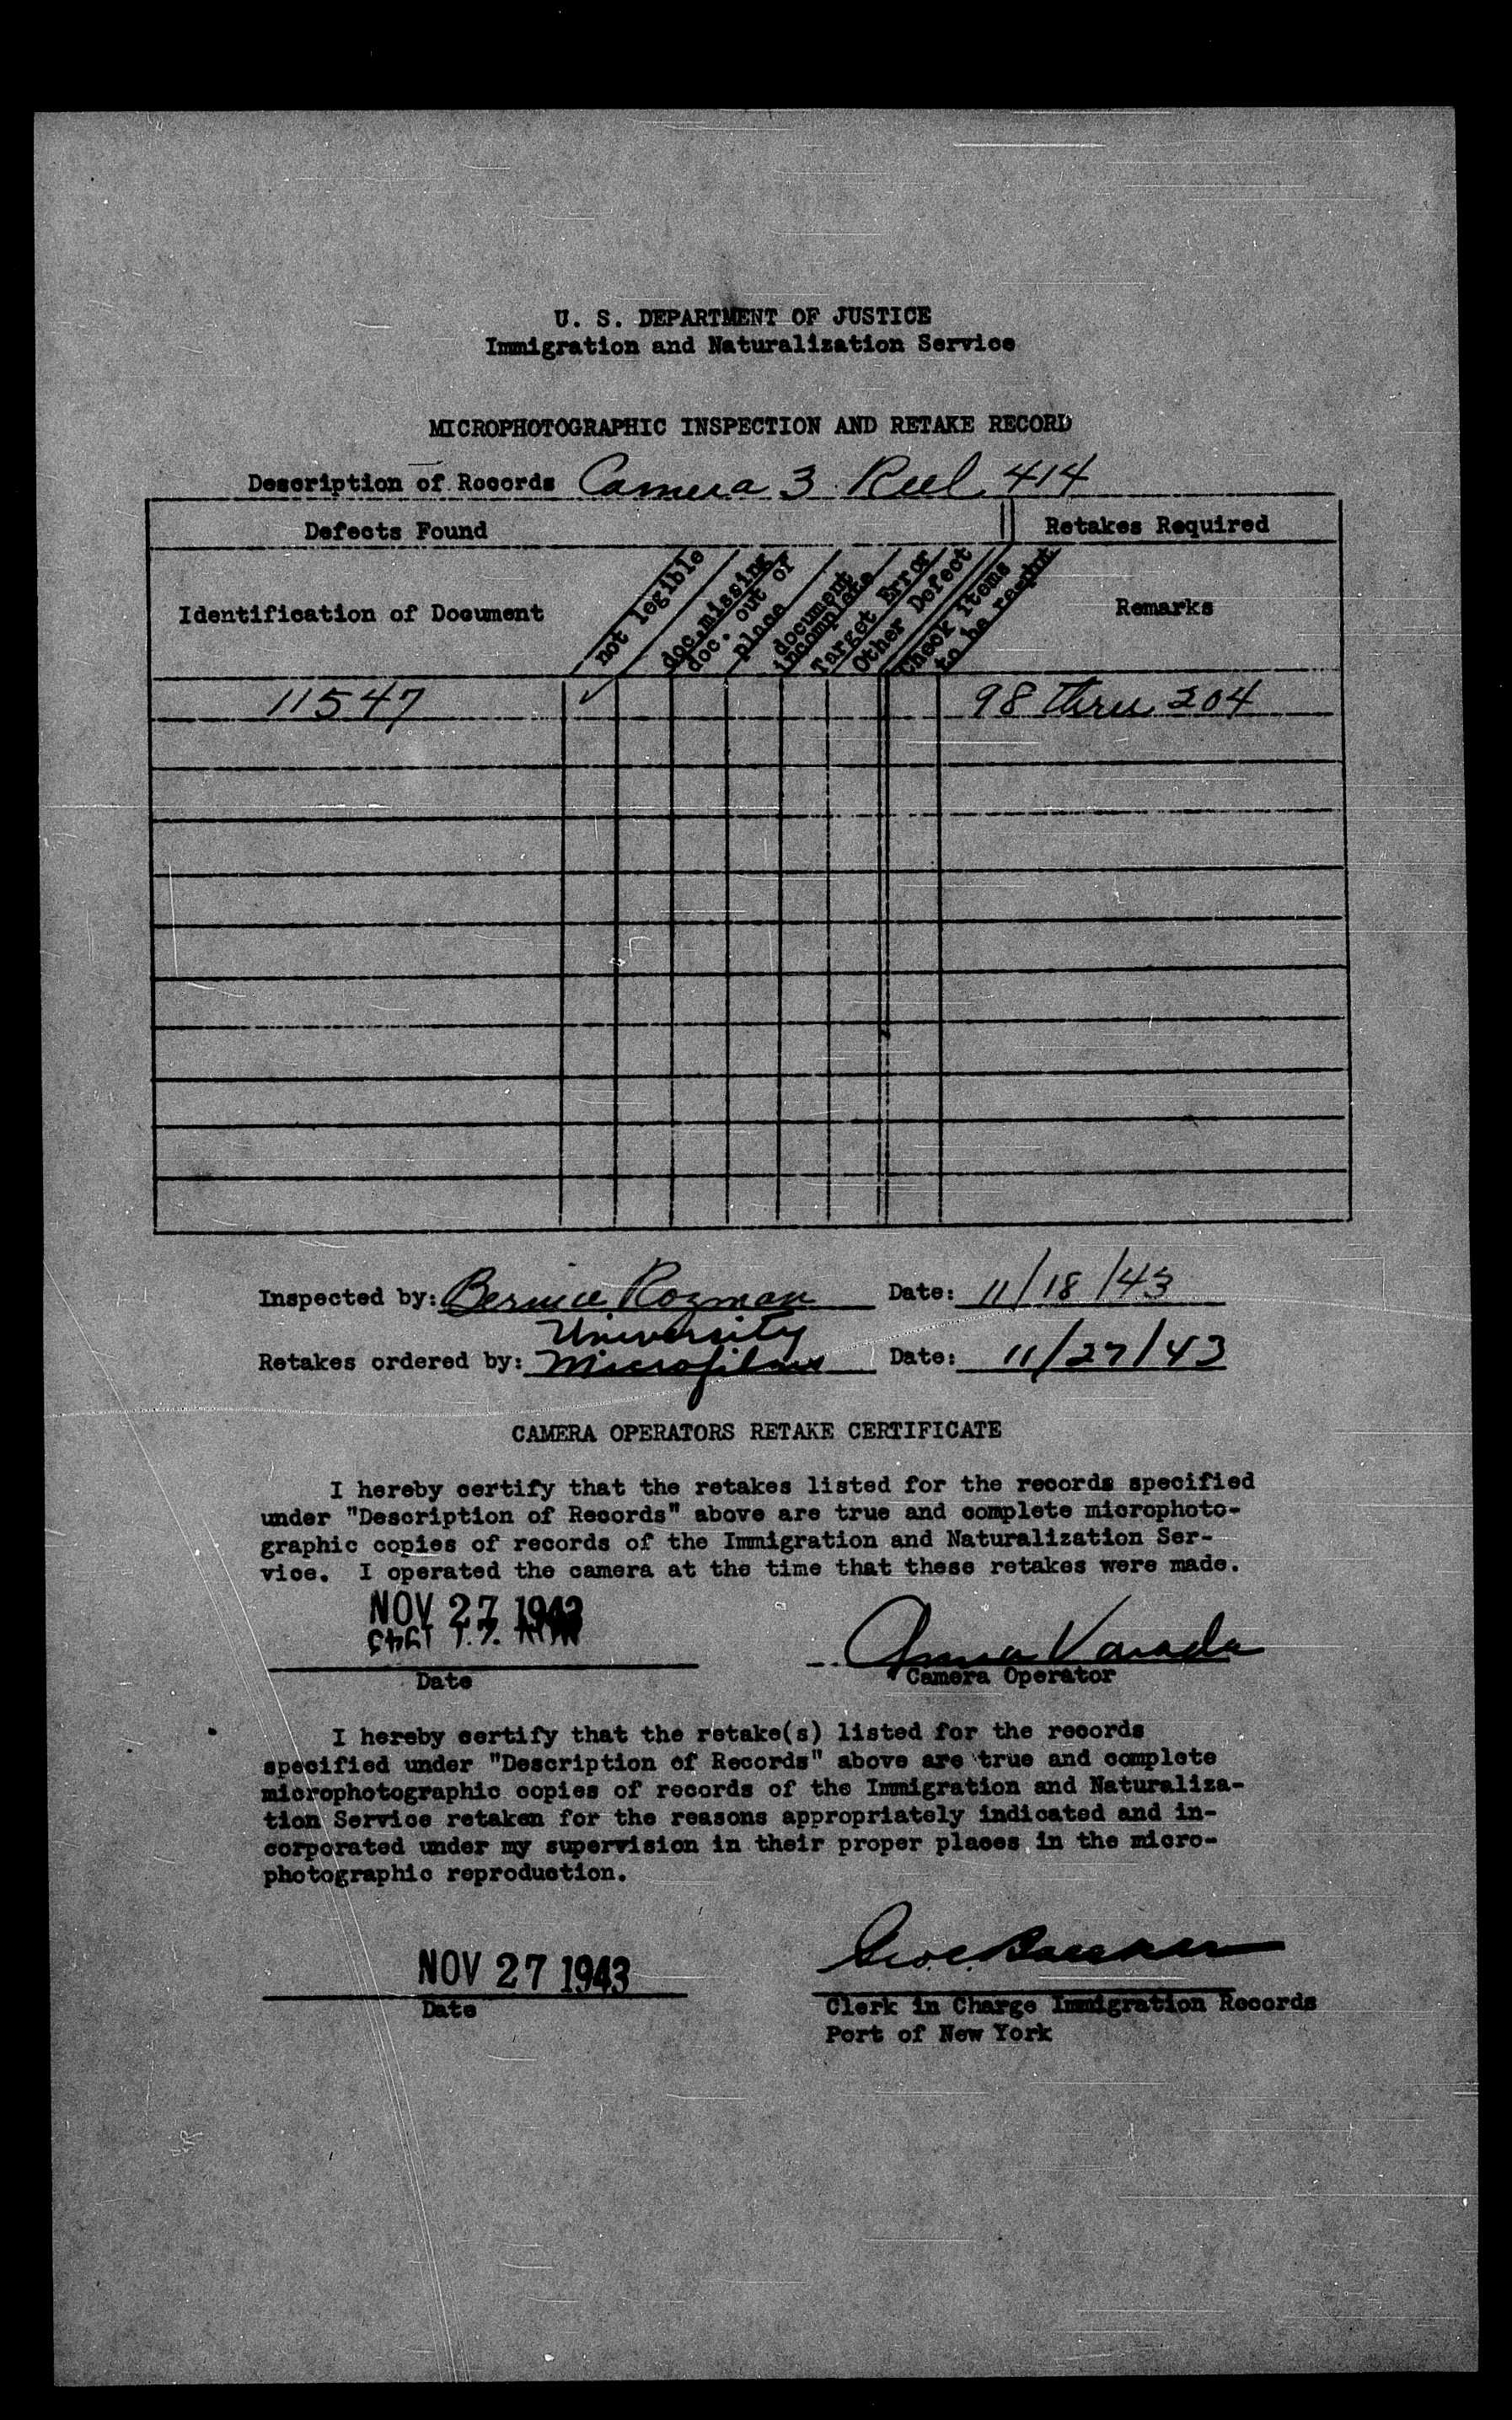 U. S. DEPARTMENT OF JUSTICE
Immigration and Naturalization Service
MICROPHOTOGRAPHIC INSPECTION AND RETAKE RECORD
Description of Records Camera 3 Reel 414
Defects Found
Retakes Required
Identification of Document
not legible
doc. missing
doc. out of
place
document
incomplete
Target Error
Other Defect
Check items
to be
Remarks
11547 ✓ 98 thru 204
Inspected by: Bernice Rozman Date: 11/18/43
University
Retakes ordered by: Microfilms Date: 11/27/43
CAMERA OPERATORS RETAKE CERTIFICATE
I hereby certify that the retakes listed for the records specified
under "Description of Records" above are true and complete microphoto-
graphic copies of records of the Immigration and Naturalization Ser-
vice. I operated the camera at the time that these retakes were made.
NOV 27 1943
Anna
Date
Camera Operator
I hereby certify that the retake(s) listed for the records
specified under "Description of Records" above are true and complete
microphotographic copies of records of the Immigration and Naturaliza-
tion Service retaken for the reasons appropriately indicated and in-
corporated under my supervision in their proper places in the micro-
photographic reproduction.
NOV 27 1943
Date
Clerk in Charge Immigration Records
Port of New York